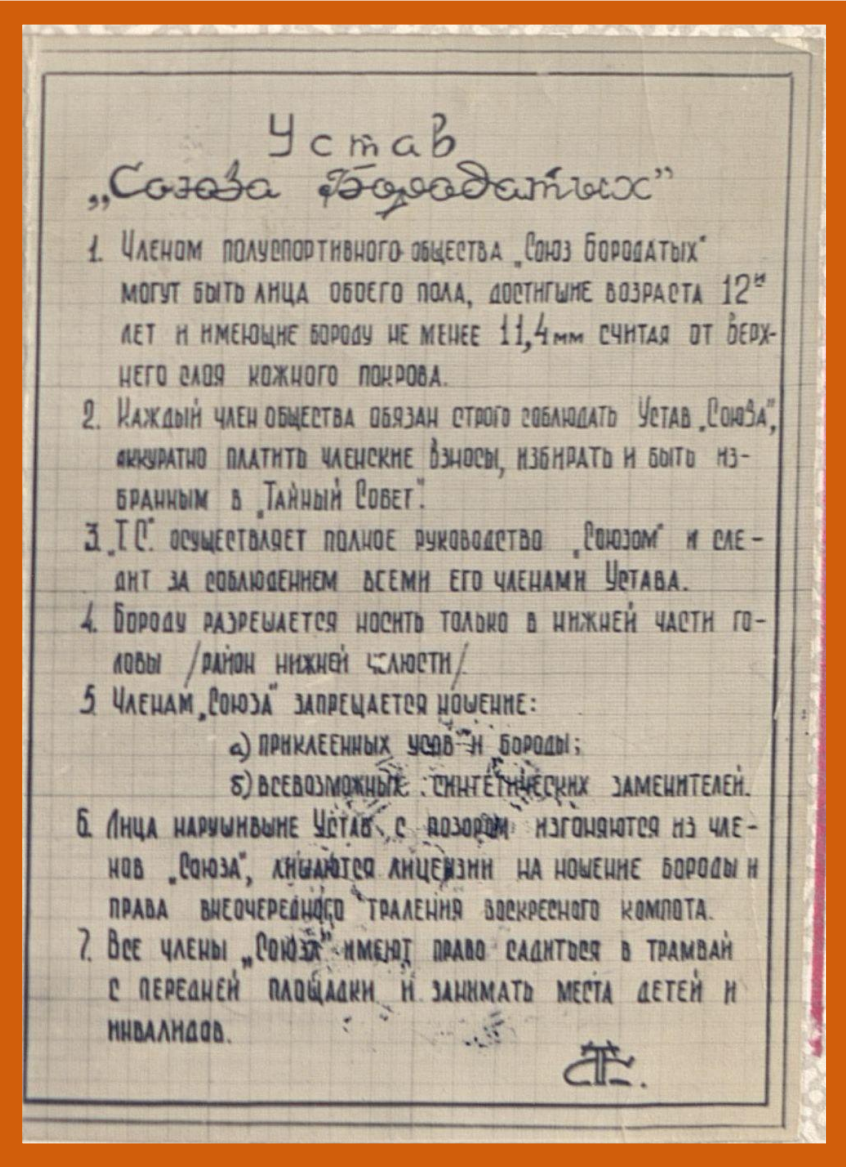 Устав
„Союза Бородатых”
1. Членом полуспортивного общества „Союз Бородатых”
могут быть лица обоего пола, достигшие возраста 12и
лет и имеющие бороду не менее 11,4мм считая от верх-
него слоя кожного покрова.
2. Каждый член общества обязан строго соблюдать Устав „Союза”,
аккуратно платить членские взносы, избирать и быть из-
бранным в „Тайный Совет”.
3. „Т.С.” осуществляет полное руководство „Союзом” и сле-
дит за соблюдением всеми его членами Устава.
4. Бороду разрешается носить только в нижней части го-
ловы /район нижней челюсти/
5. Членам „Союза” запрещается ношение:
а) приклеенных усов и бороды;
б) всевозможных синтетических заменителей.
6. Лица нарушившие Устав с позором изгоняются из чле-
нов „Союза”, лишаются лицензии на ношение бороды и
права внеочередного траления воскресного компота.
7. Все члены „Союза” имеют право садиться в трамвай
с передней площадки и занимать места детей и
инвалидов.
ТС.